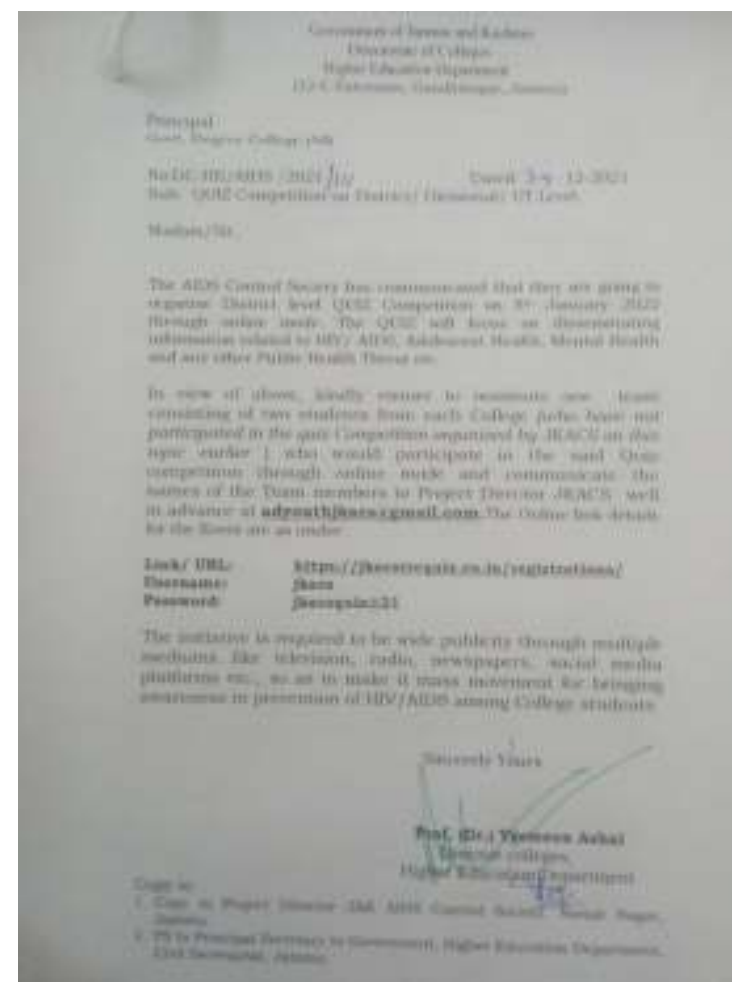 Government of Jammu and Kashmir
Directorate of Colleges
Higher Education Department
Gandhinagar, Jammu
Principal
Govt. Degree College
12-2021
Sub: QUIZ Competition on District/ Divisional/ UT Level
Madam/Sir,
The AIDS Control Society has communicated that they are going to
organize District level QUIZ Competition on January 2022
through online mode. The QUIZ will focus on disseminating
information related to HIV/ AIDS, Adolescent Health, Mental Health
and any other Public Health Threat etc.
In view of above, kindly ensure to nominate one team
consisting of two students from each College (who have not
participated in the quiz Competition organized by JKACS on this
topic earlier ) who would participate in the said Quiz
competition through online mode and communicate the
names of the Team members to Project Director JKACS well
in advance at The Online link details
for the Event are as under
Link/ URL:
Username: jkacs
Password:
The initiative is required to be wide publicity through multiple
mediums like television, radio, newspapers, social media
platforms etc., so as to make it mass movement for bringing
awareness in prevention of HIV/AIDS among College students.
Sincerely Yours
Prof. (Dr.) Yasmeen Ashai
Director colleges,
Higher Education Department
Copy to
1. Copy to Project Director J&K AIDS Control Society, Nagar,
Jammu
2. PS to Principal Secretary to Government, Higher Education Department,
Civil Secretariat, Jammu